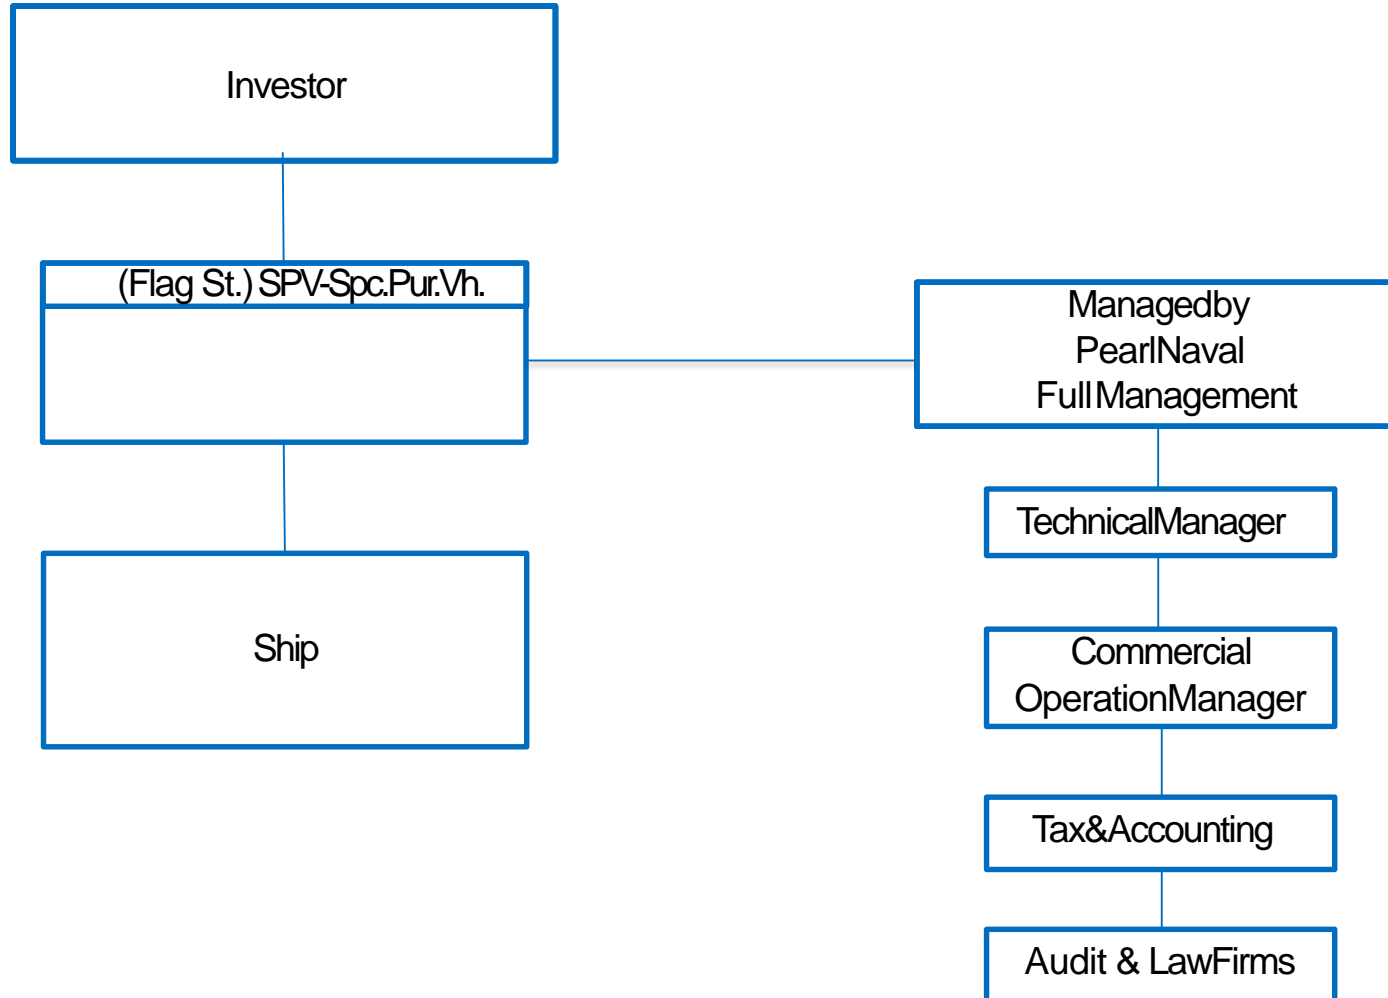 Investor
(Flag St.) SPV-Spc.Pur.Vh.
Managedby
PearlNaval
FullManagement
TechnicalManager
Ship
Commercial
OperationManager
Tax&Accounting
Audit & LawFirms